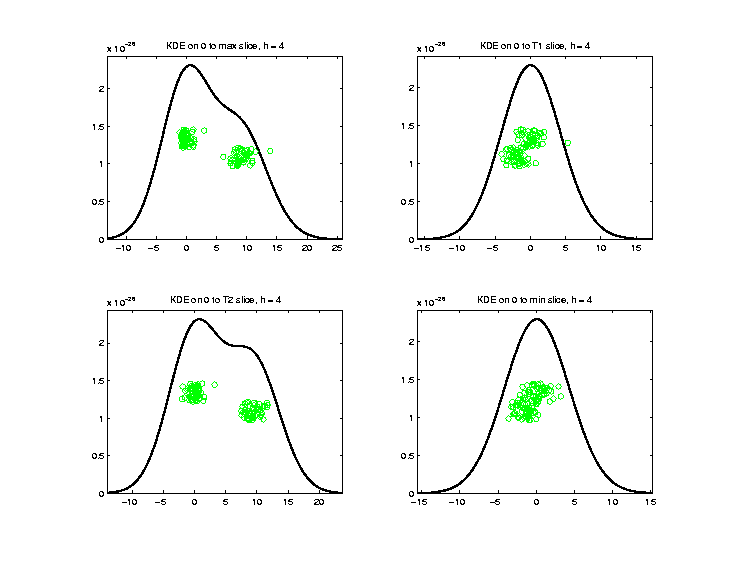 KDE on 0 to max slice, h = 4
x 10^-26
2
1.5
1
0.5
0
-10 -5 0 5 10 15 20 25
KDE on 0 to T1 slice, h = 4
x 10^-26
2
1.5
1
0.5
0
-15 -10 -5 0 5 10 15
KDE on 0 to T2 slice, h = 4
x 10^-26
2
1.5
1
0.5
0
-10 -5 0 5 10 15 20
KDE on 0 to min slice, h = 4
x 10^-26
2
1.5
1
0.5
0
-15 -10 -5 0 5 10 15